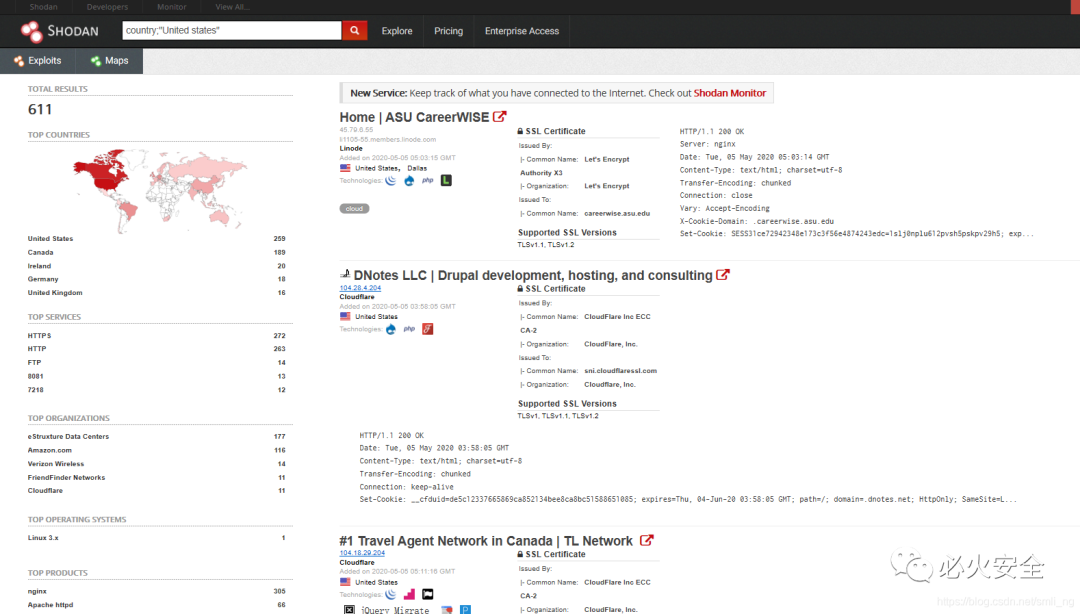 Shodan Developers Monitor View All...
SHODAN
country;"United states"
Explore Pricing Enterprise Access
Exploits Maps
TOTAL RESULTS
611
TOP COUNTRIES
United States 259
Canada 189
Ireland 20
Germany 18
United Kingdom 16
TOP SERVICES
HTTPS 272
HTTP 263
FTP 14
8081 13
7218 12
TOP ORGANIZATIONS
eStruxture Data Centers 177
Amazon.com 116
Verizon Wireless 14
FriendFinder Networks 11
Cloudflare 11
TOP OPERATING SYSTEMS
Linux 3.x 1
TOP PRODUCTS
nginx 305
Apache httpd 66
New Service: Keep track of what you have connected to the Internet. Check out Shodan Monitor
Home | ASU CareerWISE
45.79.6.55
li1105-55.members.linode.com
Linode
Added on 2020-05-05 05:03:15 GMT
United States, Dallas
Technologies: php
cloud
SSL Certificate
Issued By:
|- Common Name: Let's Encrypt
Authority X3
|- Organization: Let's Encrypt
Issued To:
|- Common Name: careerwise.asu.edu
Supported SSL Versions
TLSv1.1, TLSv1.2
HTTP/1.1 200 OK
Server: nginx
Date: Tue, 05 May 2020 05:03:14 GMT
Content-Type: text/html; charset=utf-8
Transfer-Encoding: chunked
Connection: close
Vary: Accept-Encoding
X-Cookie-Domain: .careerwise.asu.edu
Set-Cookie: exp...
DNotes LLC | Drupal development, hosting, and consulting
104.28.4.204
Cloudflare
Added on 2020-05-05 03:58:05 GMT
United States
Technologies: php
SSL Certificate
Issued By:
|- Common Name: CloudFlare Inc ECC
CA-2
|- Organization: CloudFlare, Inc.
Issued To:
|- Common Name: sni.cloudflaressl.com
|- Organization: Cloudflare, Inc.
Supported SSL Versions
TLSv1, TLSv1.1, TLSv1.2
HTTP/1.1 200 OK
Date: Tue, 05 May 2020 03:58:05 GMT
Content-Type: text/html; charset=utf-8
Transfer-Encoding: chunked
Connection: keep-alive
Set-Cookie: __cfduid=de5c12337665869ca852134bee8ca8bc51588651085; expires=Thu, 04-Jun-20 03:58:05 GMT; path=/; domain=.dnotes.net; HttpOnly; SameSite=L...
#1 Travel Agent Network in Canada | TL Network
104.18.29.204
Cloudflare
Added on 2020-05-05 05:11:16 GMT
United States
Technologies:
jQuery Migrate
SSL Certificate
Issued By:
|- Common Name: CloudFlare Inc ECC
CA-2
|- Organization: CloudFlare, Inc.
必火安全